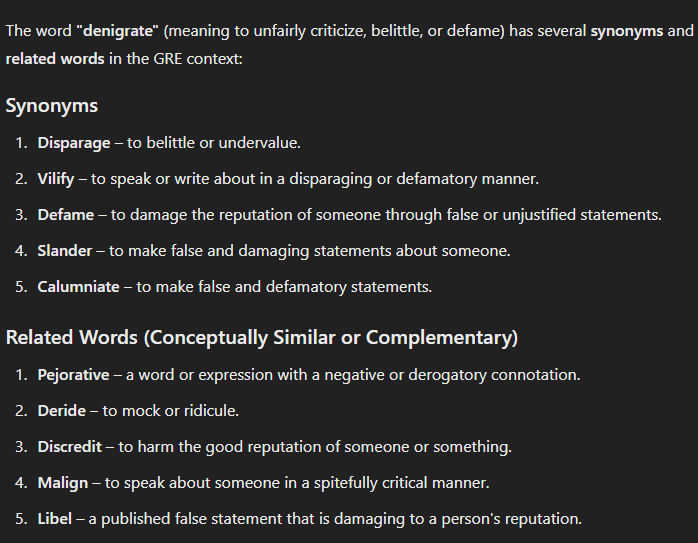 The word "denigrate" (meaning to unfairly criticize, belittle, or defame) has several synonyms and
related words in the GRE context:
Synonyms
1. Disparage – to belittle or undervalue.
2. Vilify – to speak or write about in a disparaging or defamatory manner.
3. Defame – to damage the reputation of someone through false or unjustified statements.
4. Slander – to make false and damaging statements about someone.
5. Calumniate – to make false and defamatory statements.
Related Words (Conceptually Similar or Complementary)
1. Pejorative – a word or expression with a negative or derogatory connotation.
2. Deride – to mock or ridicule.
3. Discredit – to harm the good reputation of someone or something.
4. Malign – to speak about someone in a spitefully critical manner.
5. Libel – a published false statement that is damaging to a person's reputation.